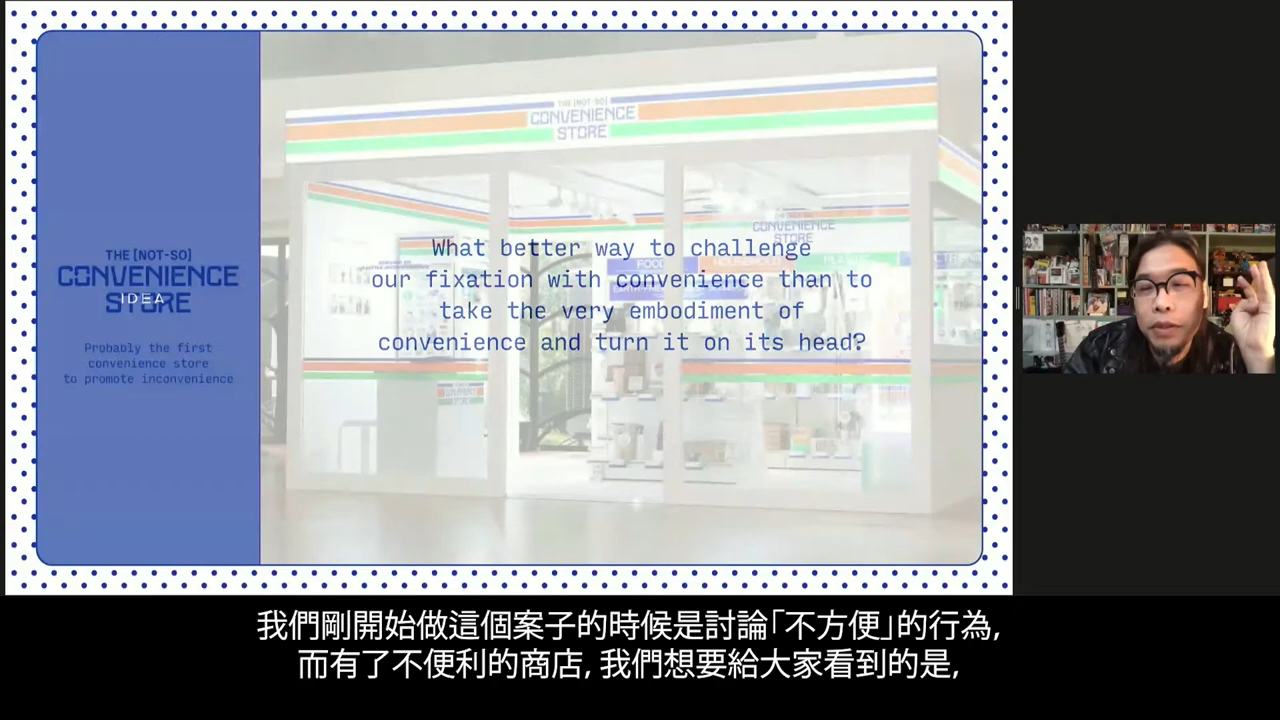 THE [NOT-SO]
CONVENIENCE
STORE
IDEA
Probably the first
convenience store
to promote inconvenience
THE [NOT-SO]
CONVENIENCE
STORE
CONVENIENCE
STORE
FOOD
What better way to challenge
our fixation with convenience than to
take the very embodiment of
convenience and turn it on its head?
我們剛開始做這個案子的時候是討論「不方便」的行為,
而有了不便利的商店, 我們想要給大家看到的是,